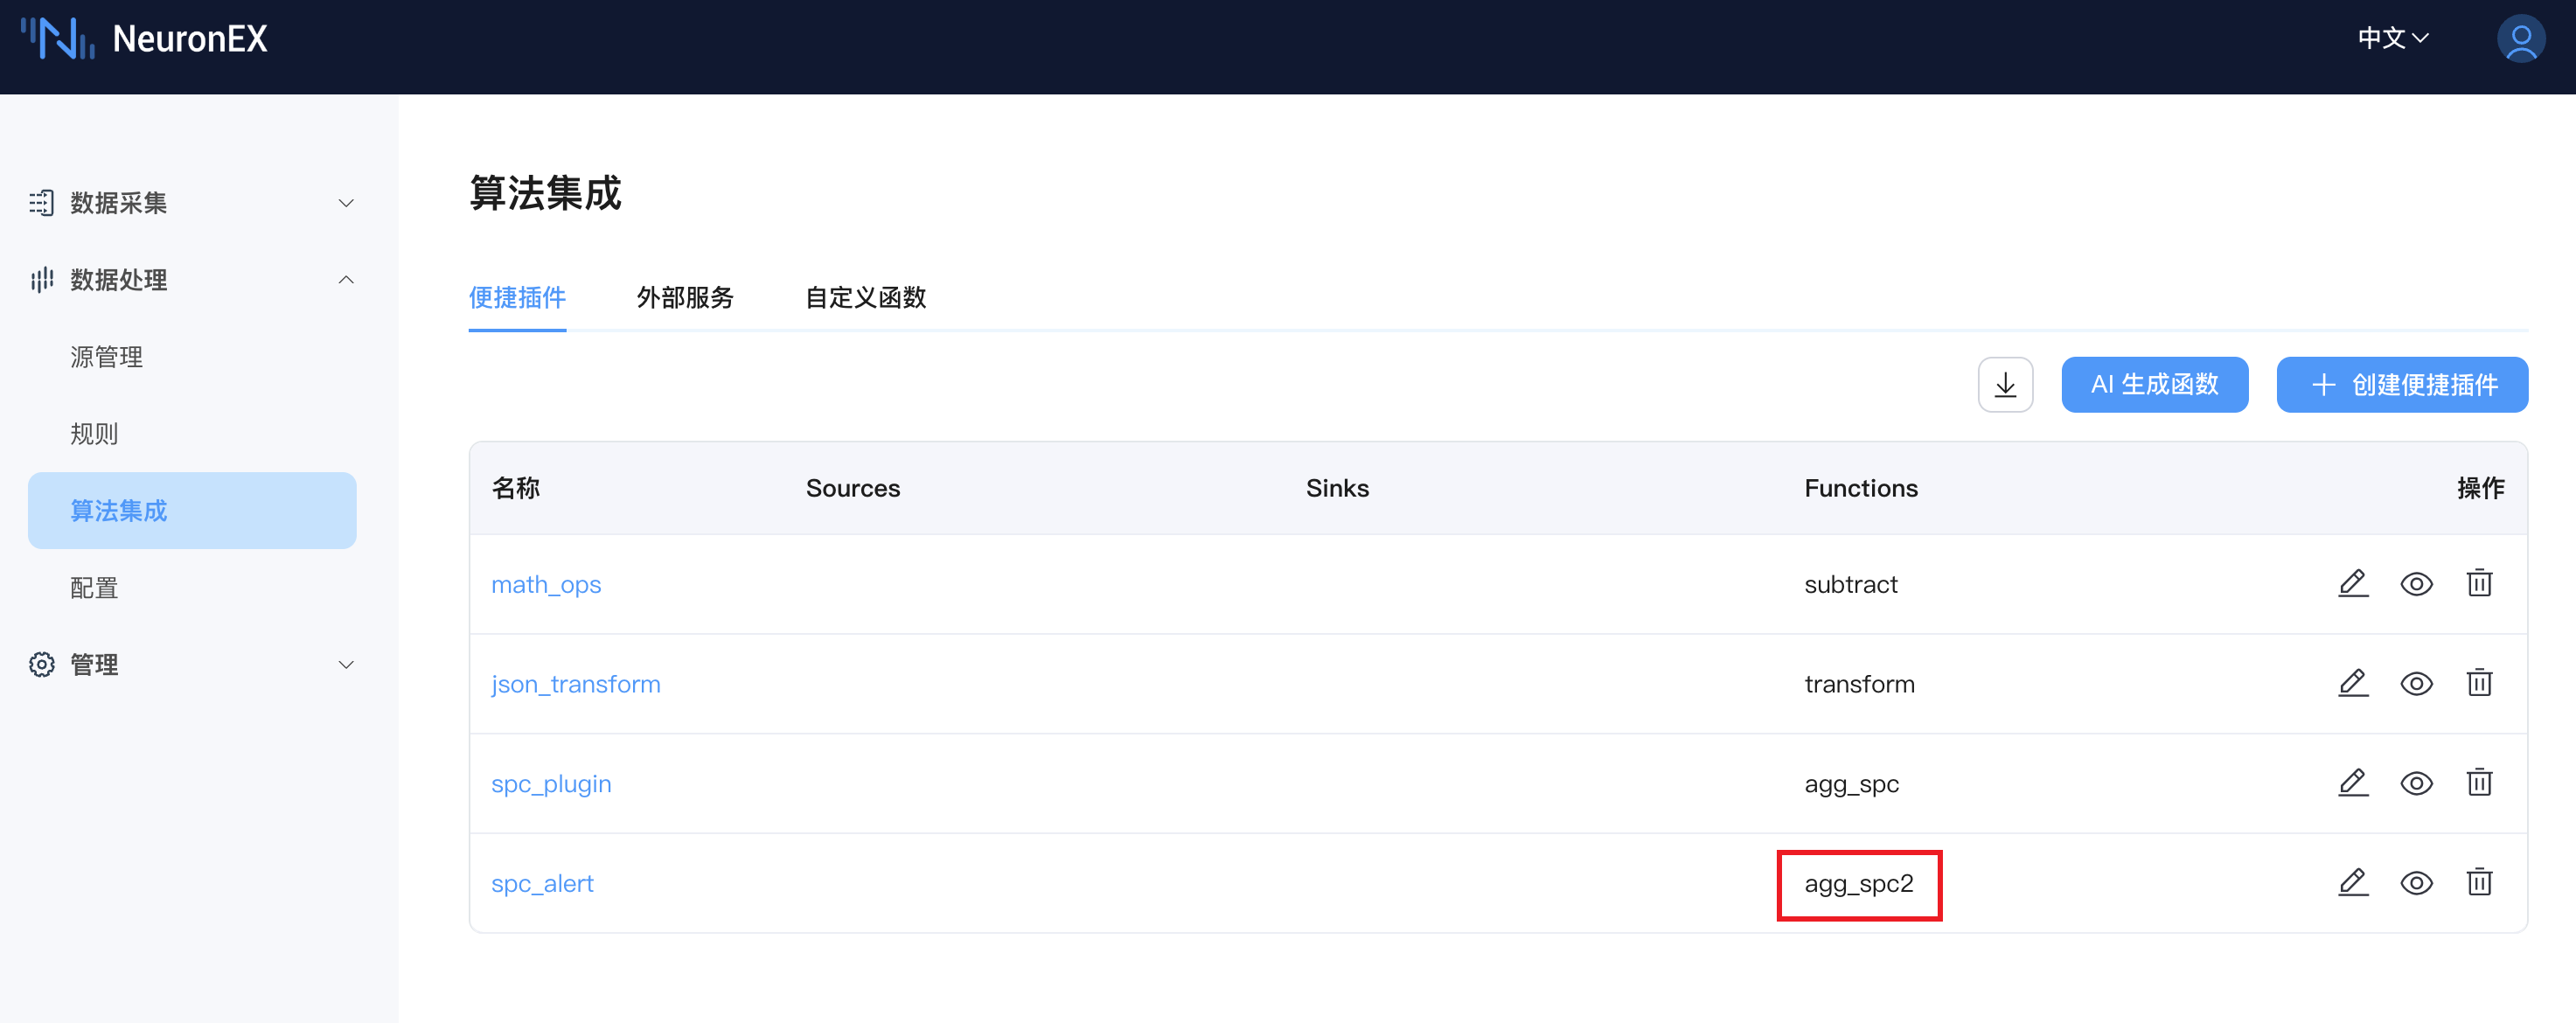 NeuronEX
中文
数据采集
数据处理
源管理
规则
算法集成
配置
管理
算法集成
便捷插件 外部服务 自定义函数
AI 生成函数 创建便捷插件
名称 Sources Sinks Functions 操作
math_ops subtract
json_transform transform
spc_plugin agg_spc
spc_alert agg_spc2